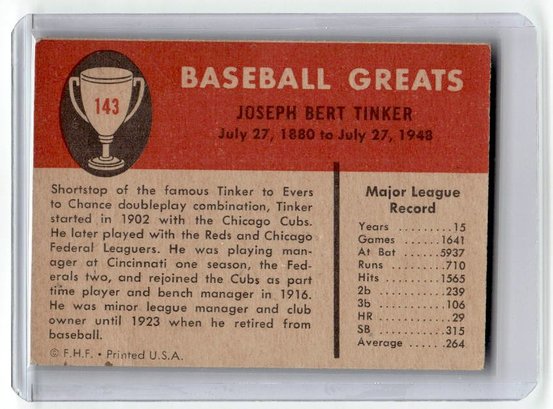 143
BASEBALL GREATS
JOSEPH BERT TINKER
July 27, 1880 to July 27, 1948
Shortstop of the famous Tinker to Evers
to Chance doubleplay combination, Tinker
started in 1902 with the Chicago Cubs.
He later played with the Reds and Chicago
Federal Leaguers. He was playing man-
ager at Cincinnati one season, the Fed-
erals two, and rejoined the Cubs as part
time player and bench manager in 1916.
He was minor league manager and club
owner until 1923 when he retired from
baseball.
© F.H.F. • Printed U.S.A.
Major League
Record
Years ..........15
Games ........1641
At Bat ........5937
Runs ..........710
Hits ..........1565
2b ............239
3b ............106
HR ............29
SB ............315
Average ......264